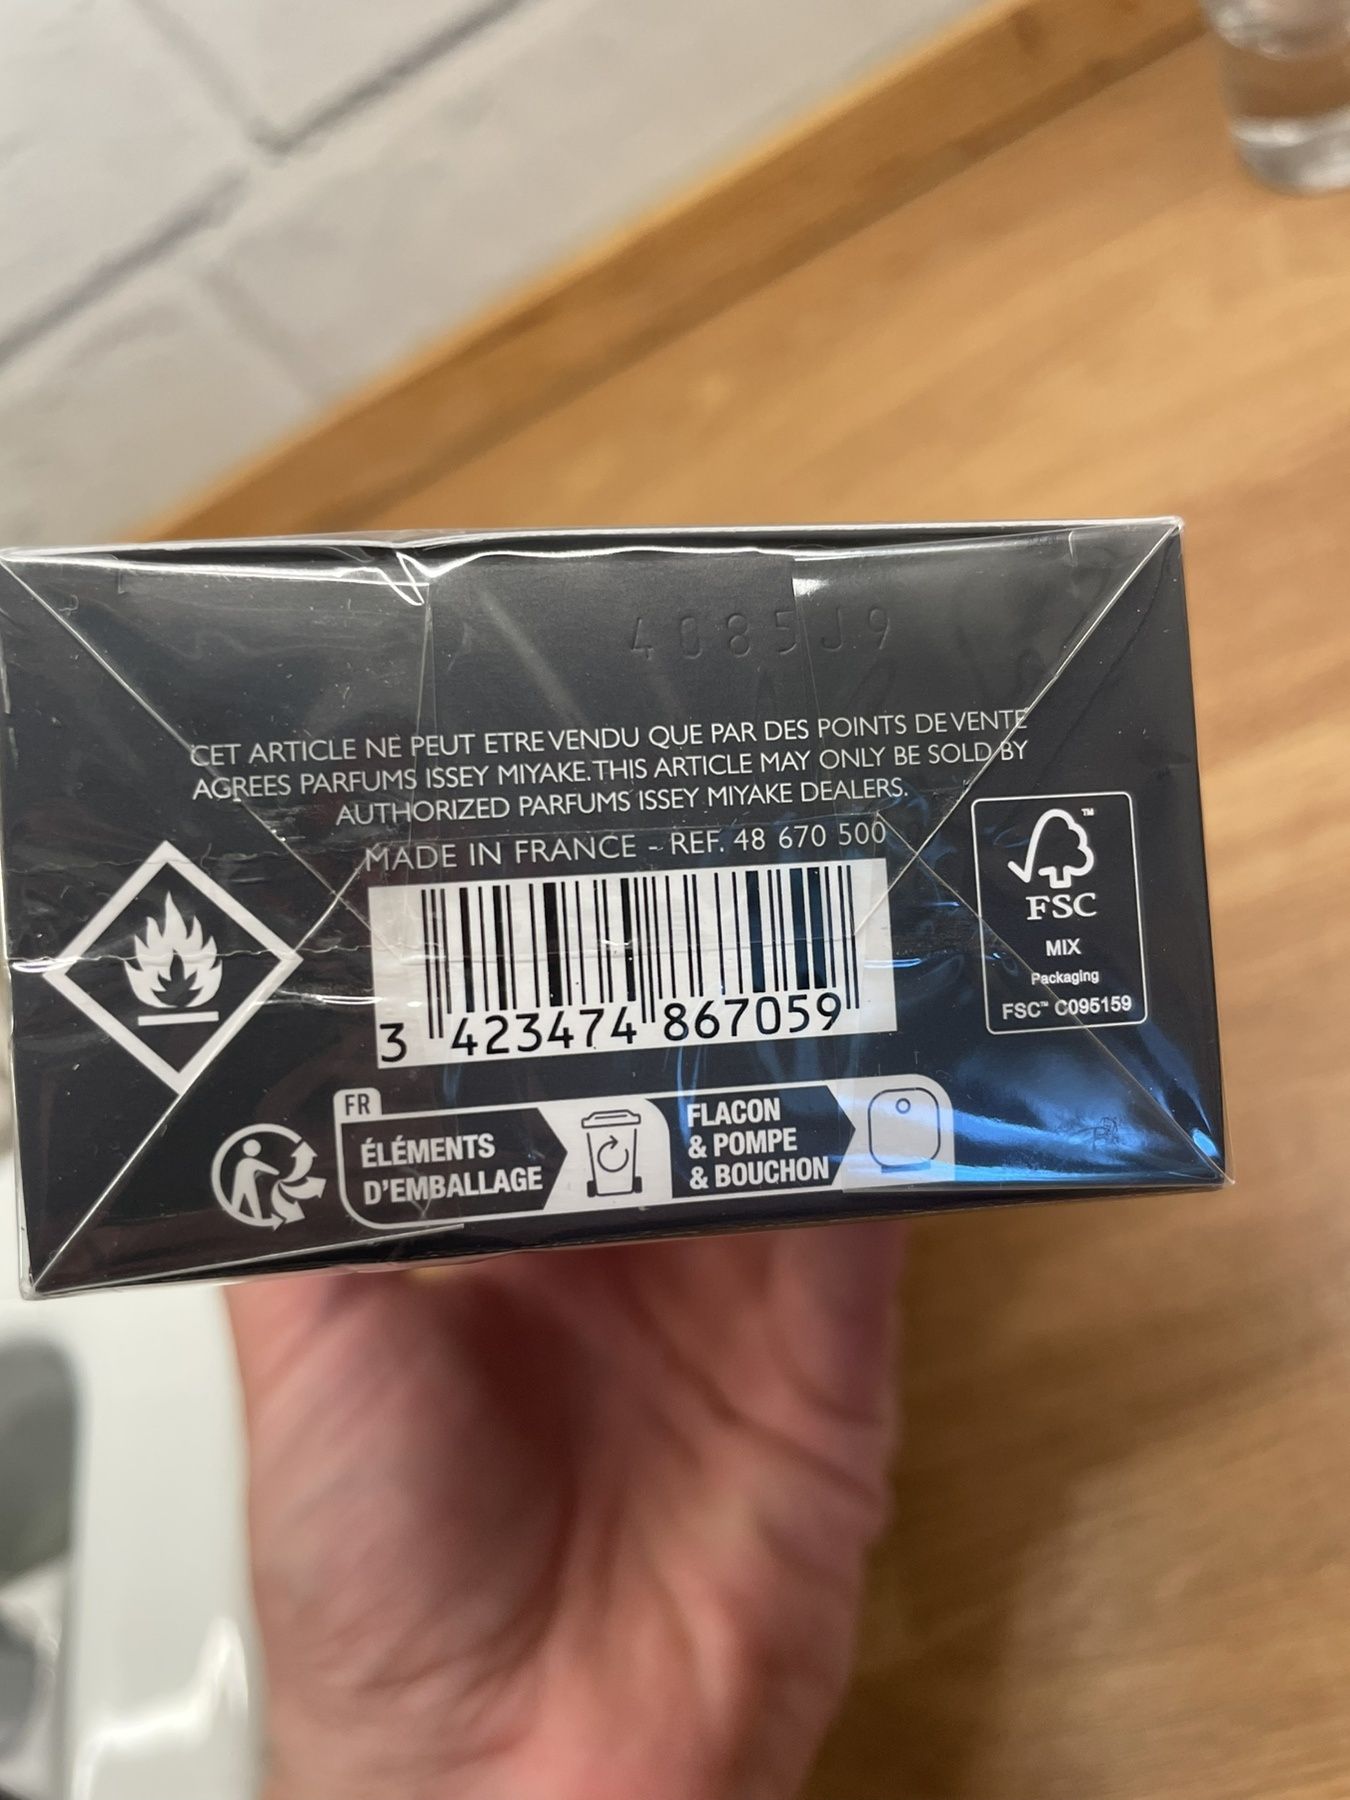 4085J9
CET ARTICLE NE PEUT ETRE VENDU QUE PAR DES POINTS DE VENTE
AGREES PARFUMS ISSEY MIYAKE. THIS ARTICLE MAY ONLY BE SOLD BY
AUTHORIZED PARFUMS ISSEY MIYAKE DEALERS.
MADE IN FRANCE - REF. 48 670 500
3 423474 867059
FSC
MIX
Packaging
FSC™ C095159
FR
ÉLÉMENTS
D'EMBALLAGE
FLACON
& POMPE
& BOUCHON